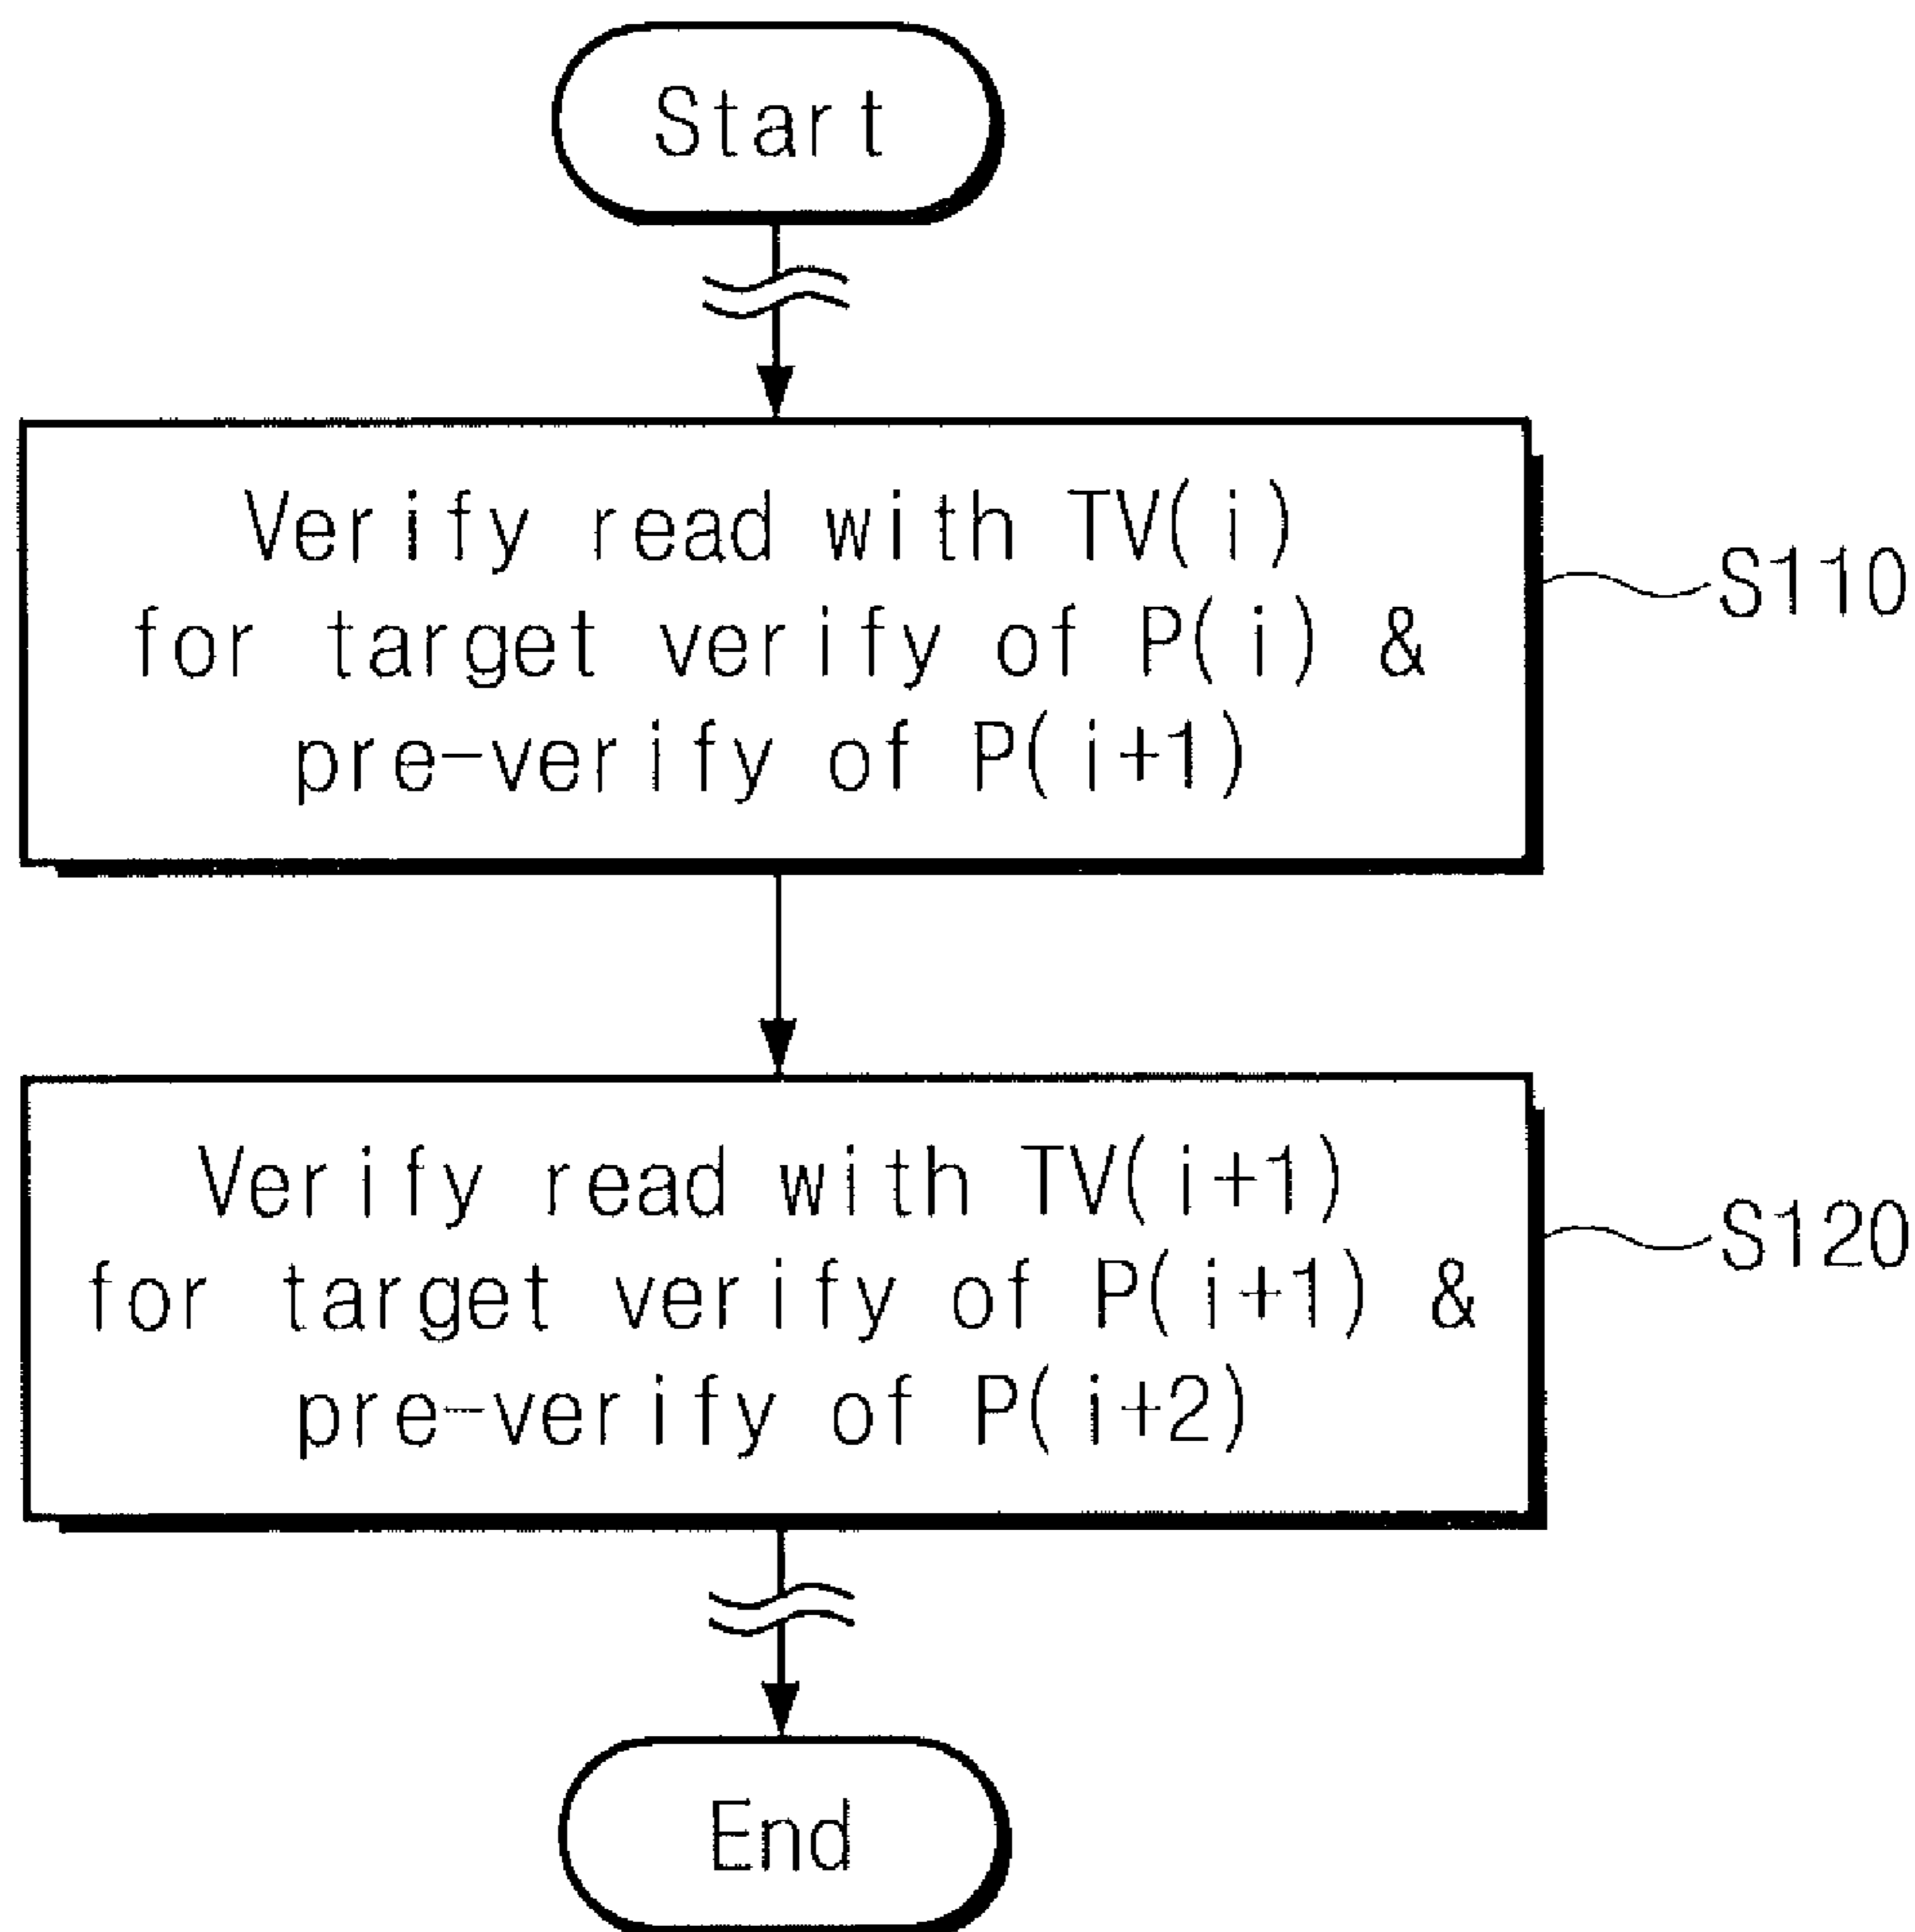 Start
Verify read with TV(i)
for target verify of P(i) &
pre-verify of P(i+1)
S110
Verify read with TV(i+1)
for target verify of P(i+1) &
pre-verify of P(i+2)
S120
End